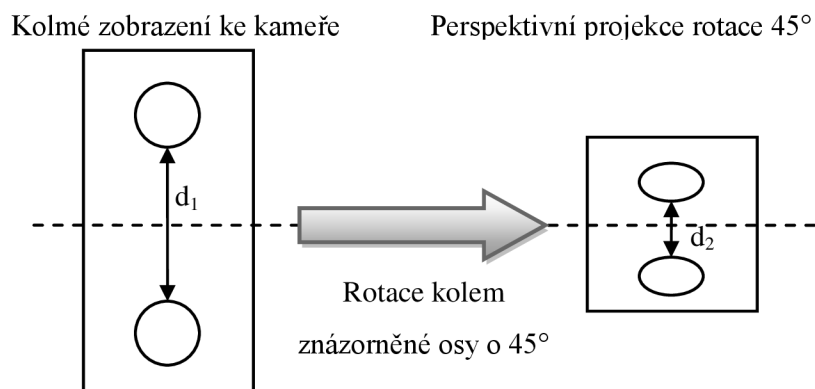 Kolmé zobrazení ke kameře
Perspektivní projekce rotace 45°
d1
d2
Rotace kolem
znázorněné osy o 45°